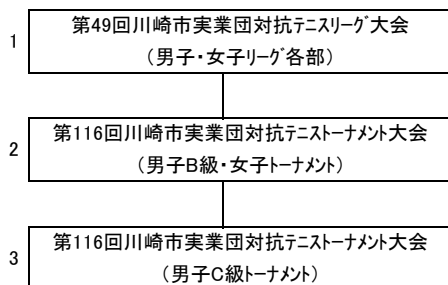 1
第49回川崎市実業団対抗テニスリーグ大会
(男子・女子リーグ各部)
2
第116回川崎市実業団対抗テニストーナメント大会
(男子B級・女子トーナメント)
3
第116回川崎市実業団対抗テニストーナメント大会
(男子C級トーナメント)